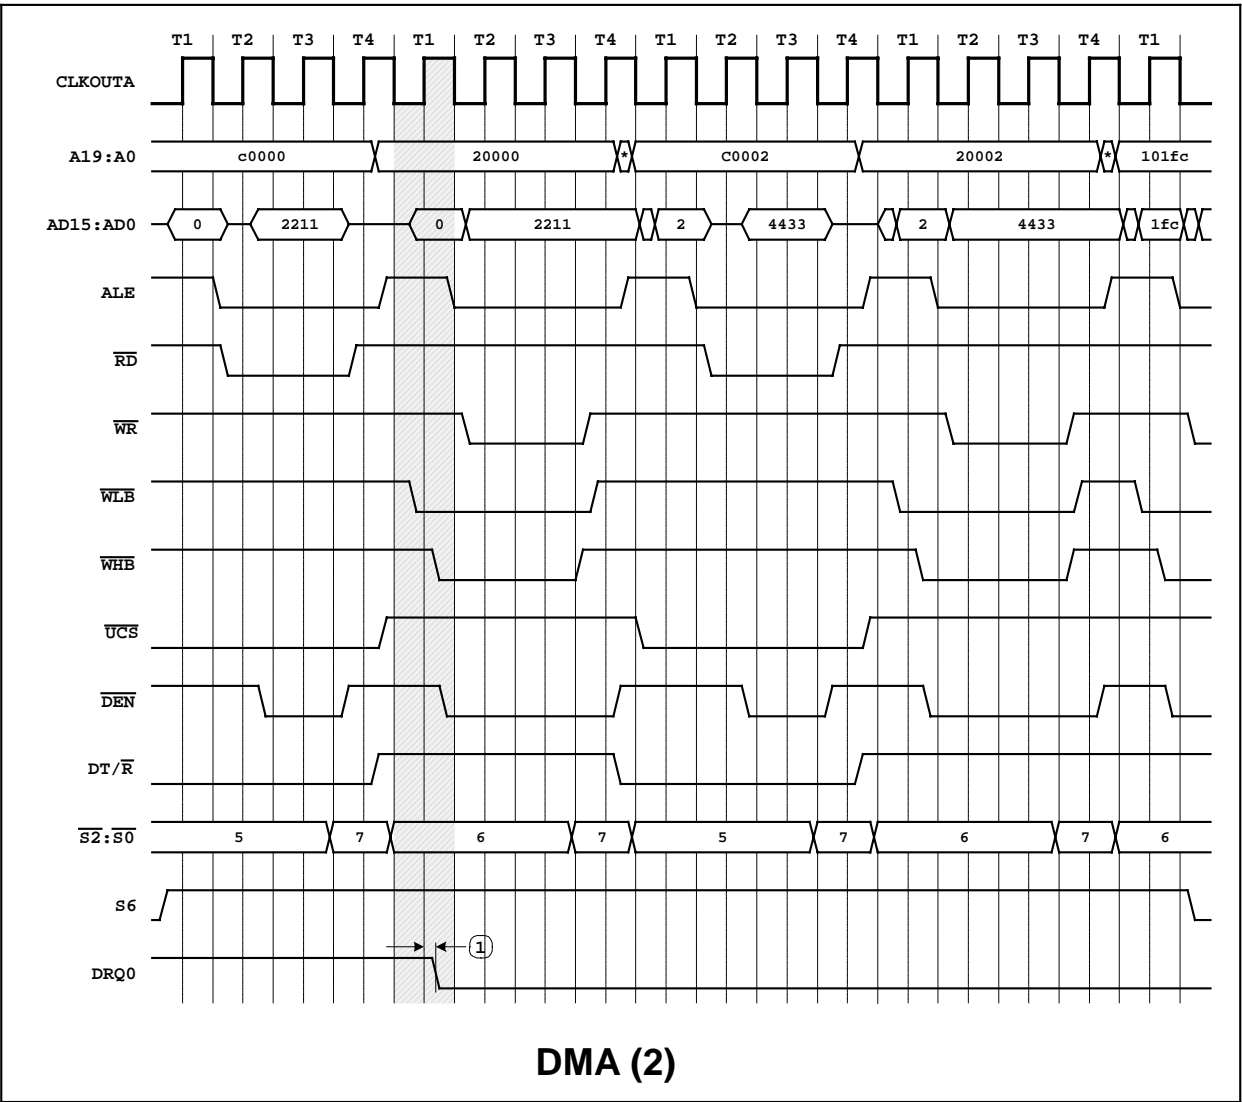 T1 T2 T3 T4 T1 T2 T3 T4 T1 T2 T3 T4 T1 T2 T3 T4 T1
CLKOUTA
A19:A0 c0000 20000 * C0002 20002 * 101fc
AD15:AD0 0 2211 0 2211 2 4433 2 4433 1fc
ALE
RD
WR
WLB
WHB
UCS
DEN
DT/R
S2:S0 5 7 6 7 5 7 6 7 6
S6
1
DRQ0
DMA (2)